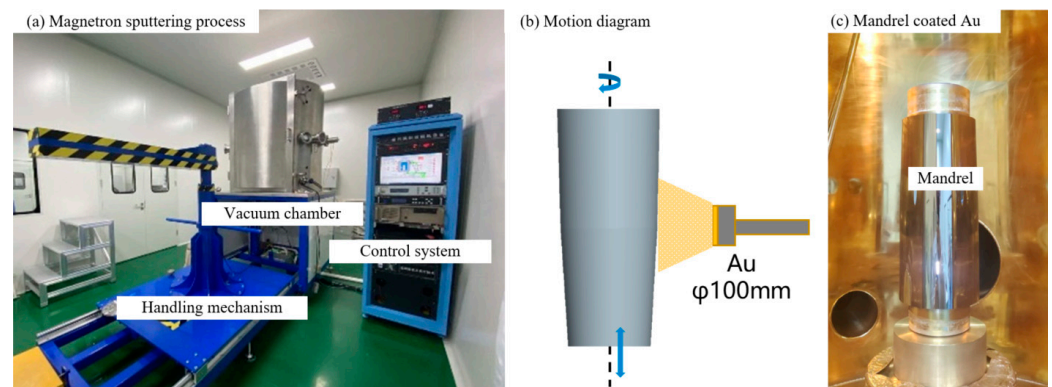 (a) Magnetron sputtering process
(b) Motion diagram
(c) Mandrel coated Au
Vacuum chamber
Control system
Handling mechanism
Au
φ100mm
Mandrel